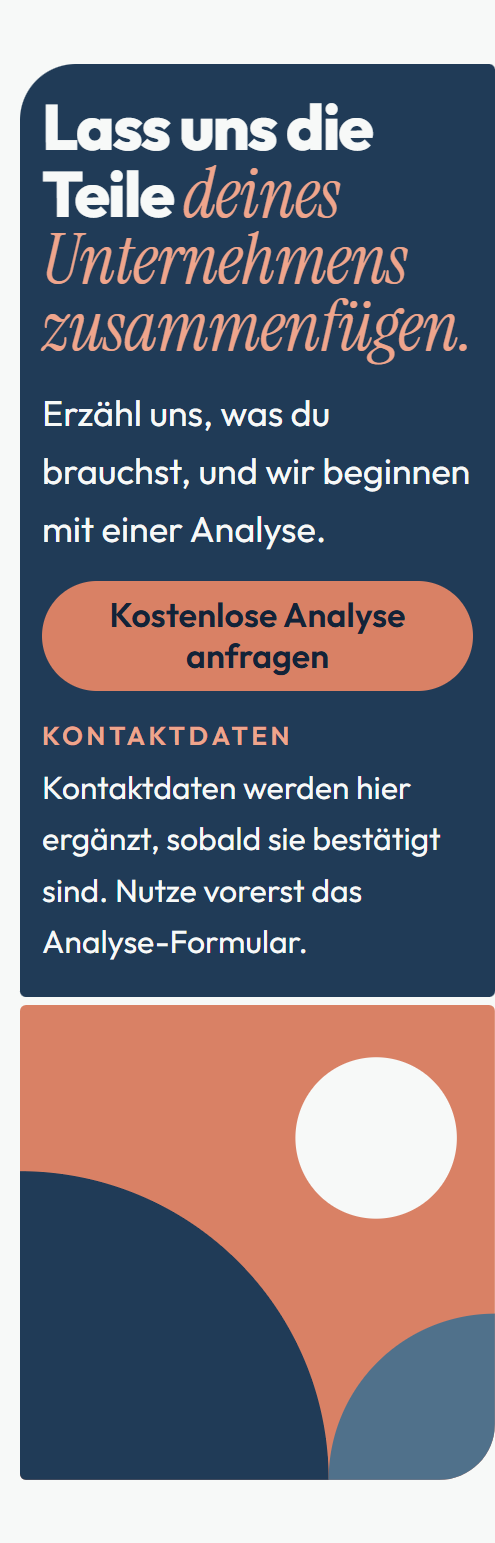 Lass uns die
Teile deines
Unternehmens
zusammenfügen.
Erzähl uns, was du
brauchst, und wir beginnen
mit einer Analyse.
Kostenlose Analyse
anfragen
KONTAKTDATEN
Kontaktdaten werden hier
ergänzt, sobald sie bestätigt
sind. Nutze vorerst das
Analyse-Formular.